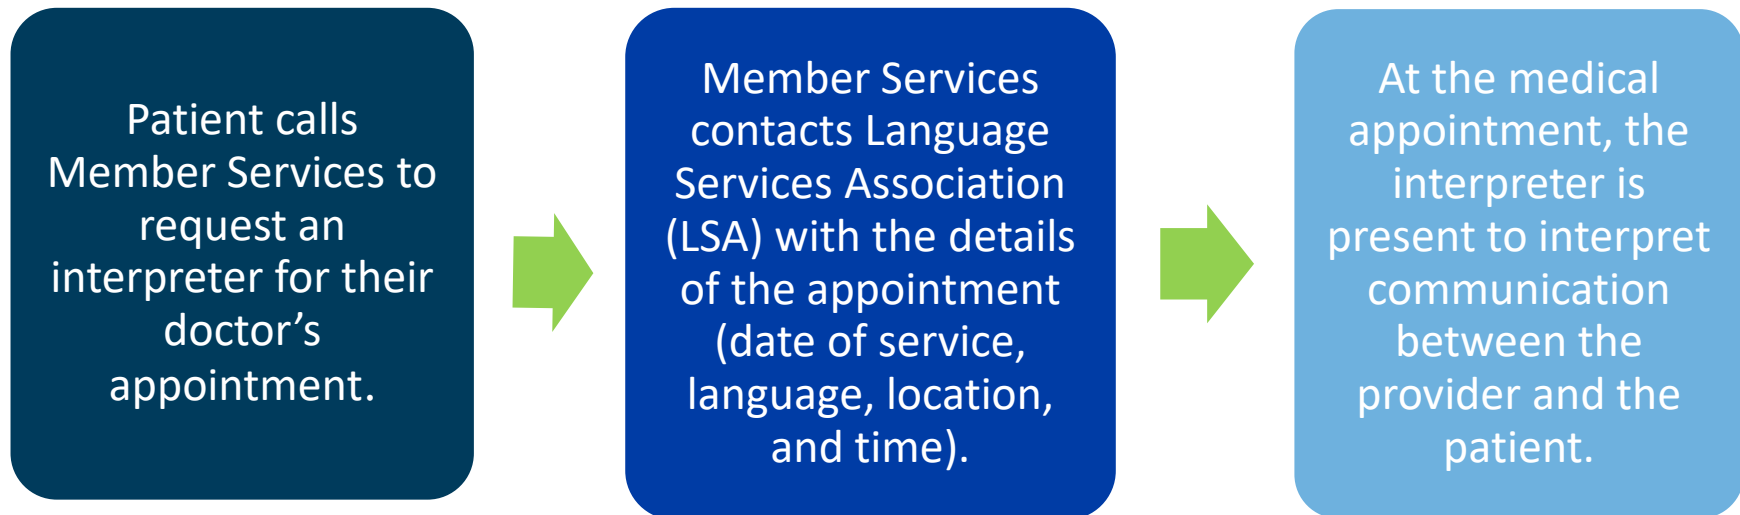 Patient calls
Member Services to
request an
interpreter for their
doctor’s
appointment.
Member Services
contacts Language
Services Association
(LSA) with the details
of the appointment
(date of service,
language, location,
and time).
At the medical
appointment, the
interpreter is
present to interpret
communication
between the
provider and the
patient.